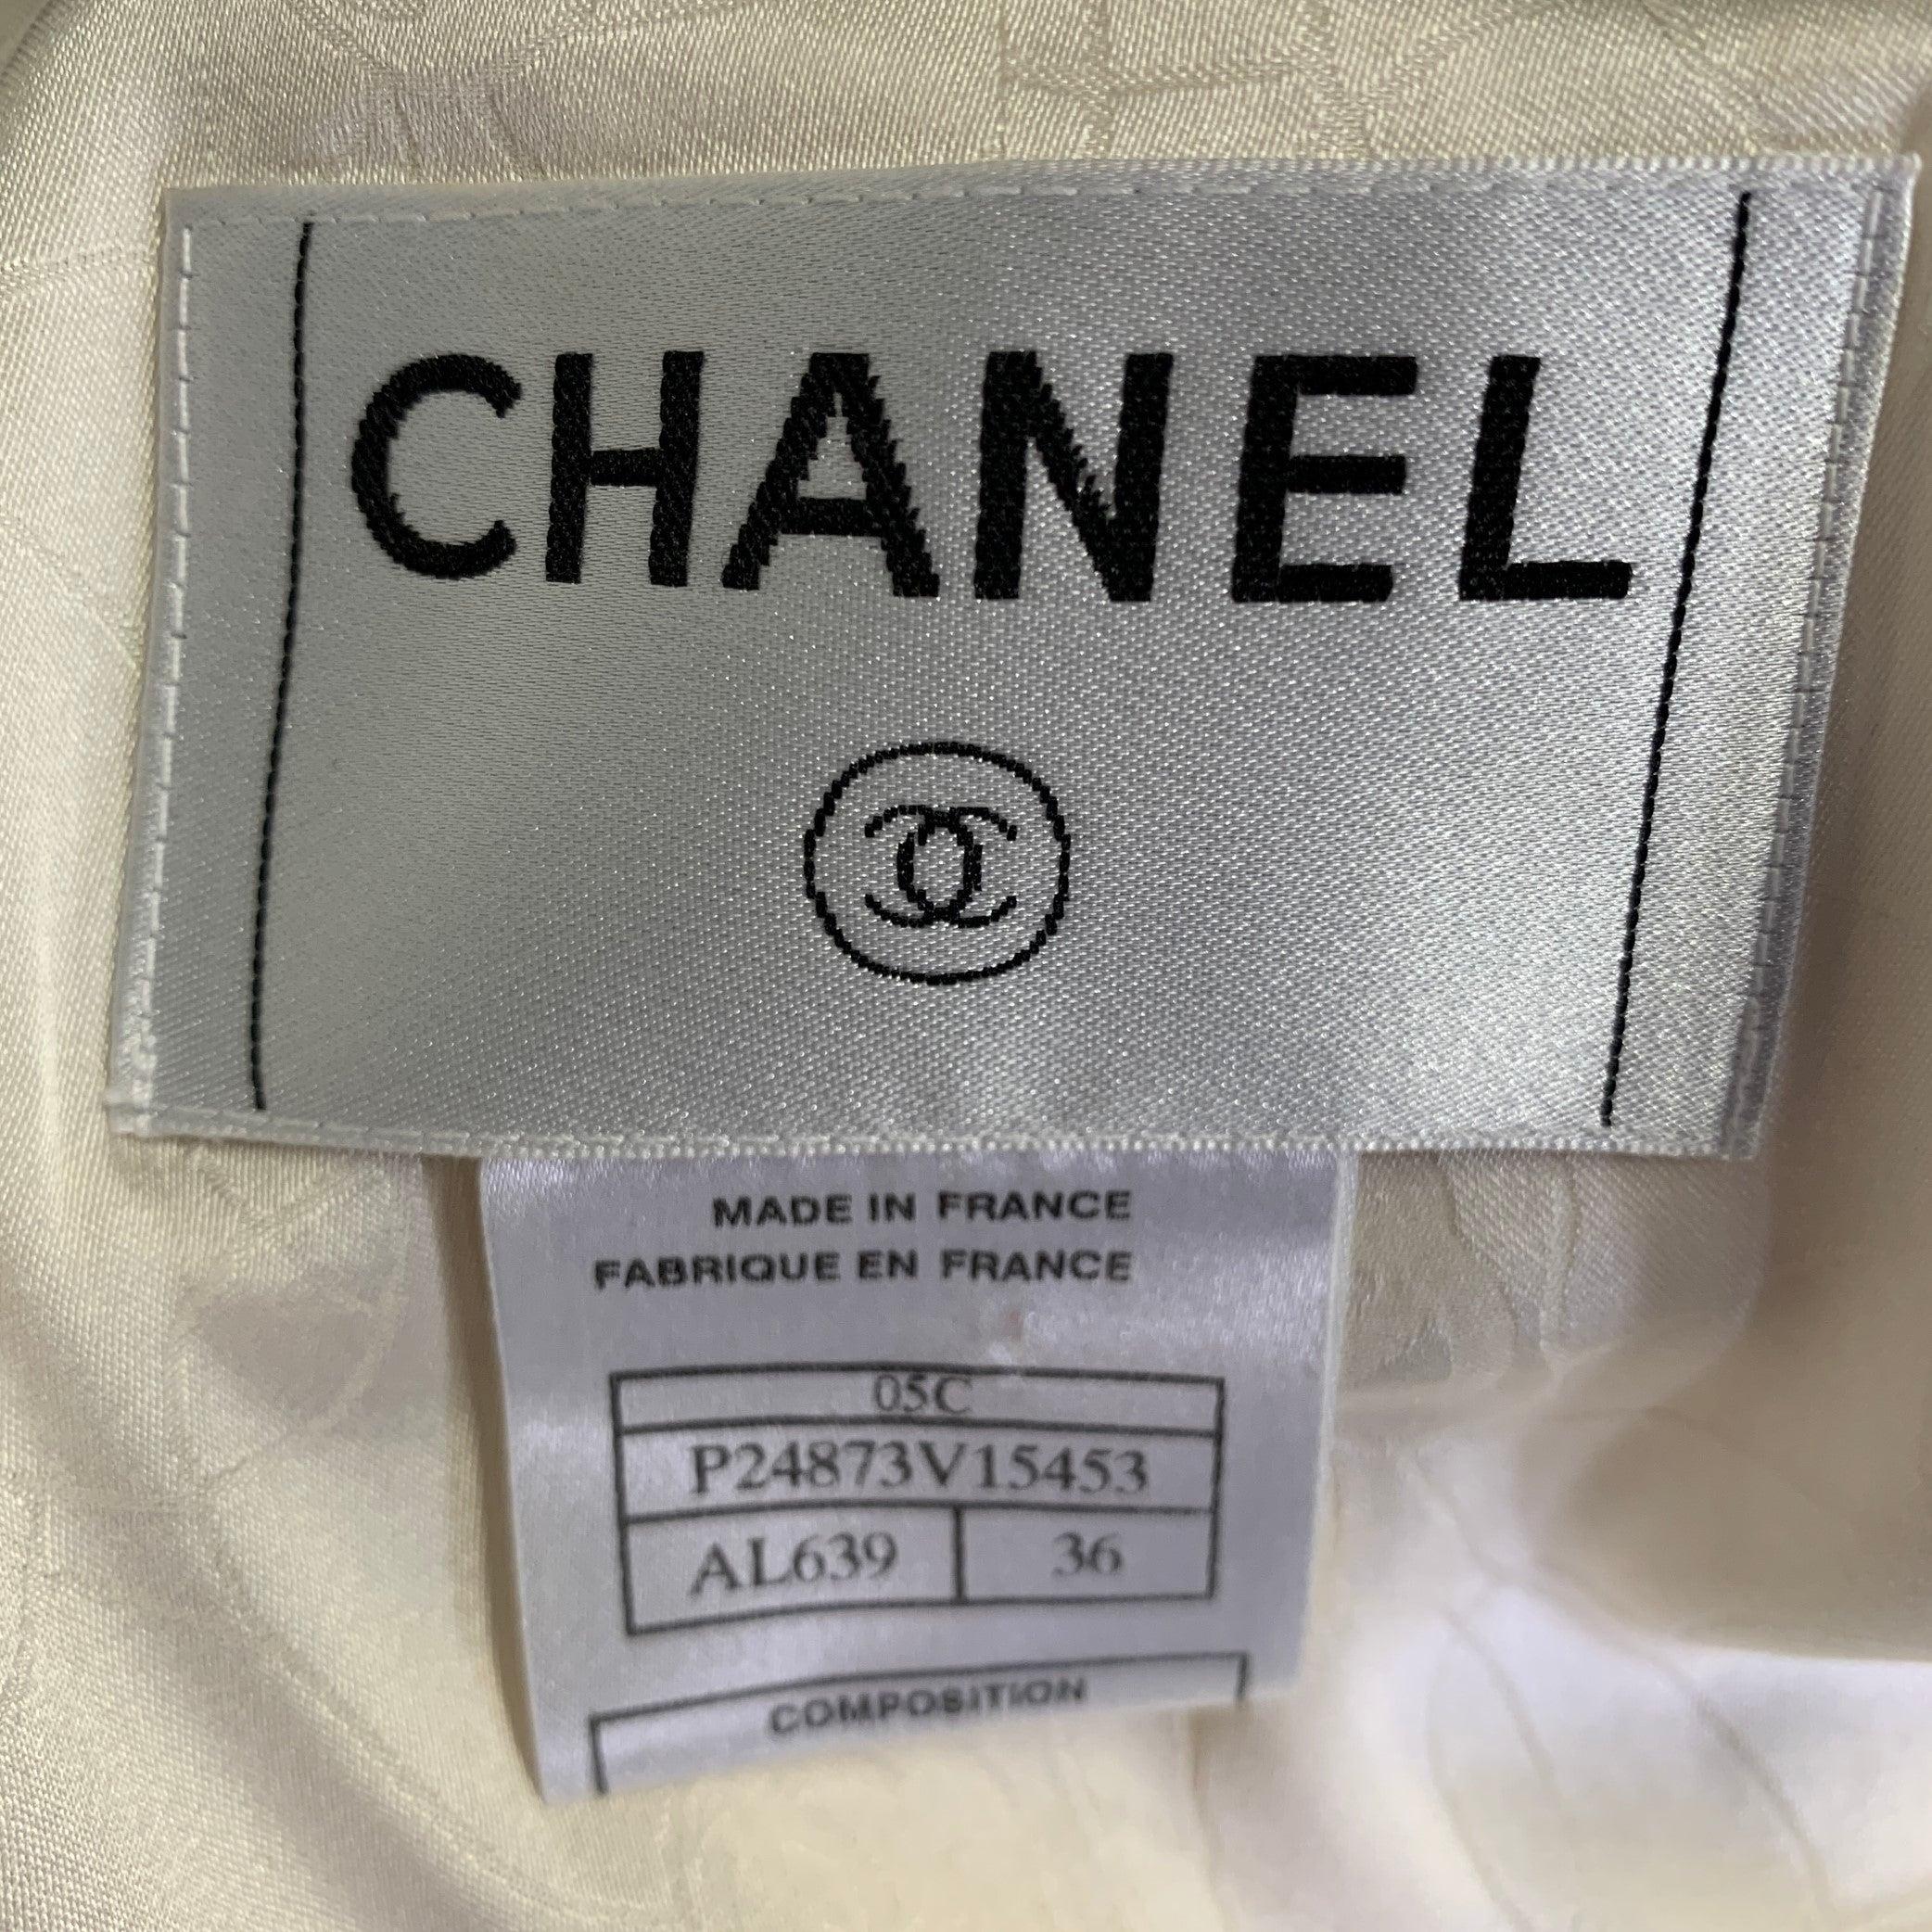 CHANEL
MADE IN FRANCE
FABRIQUE EN FRANCE
05C
P24873V15453
AL639 36
COMPOSITION